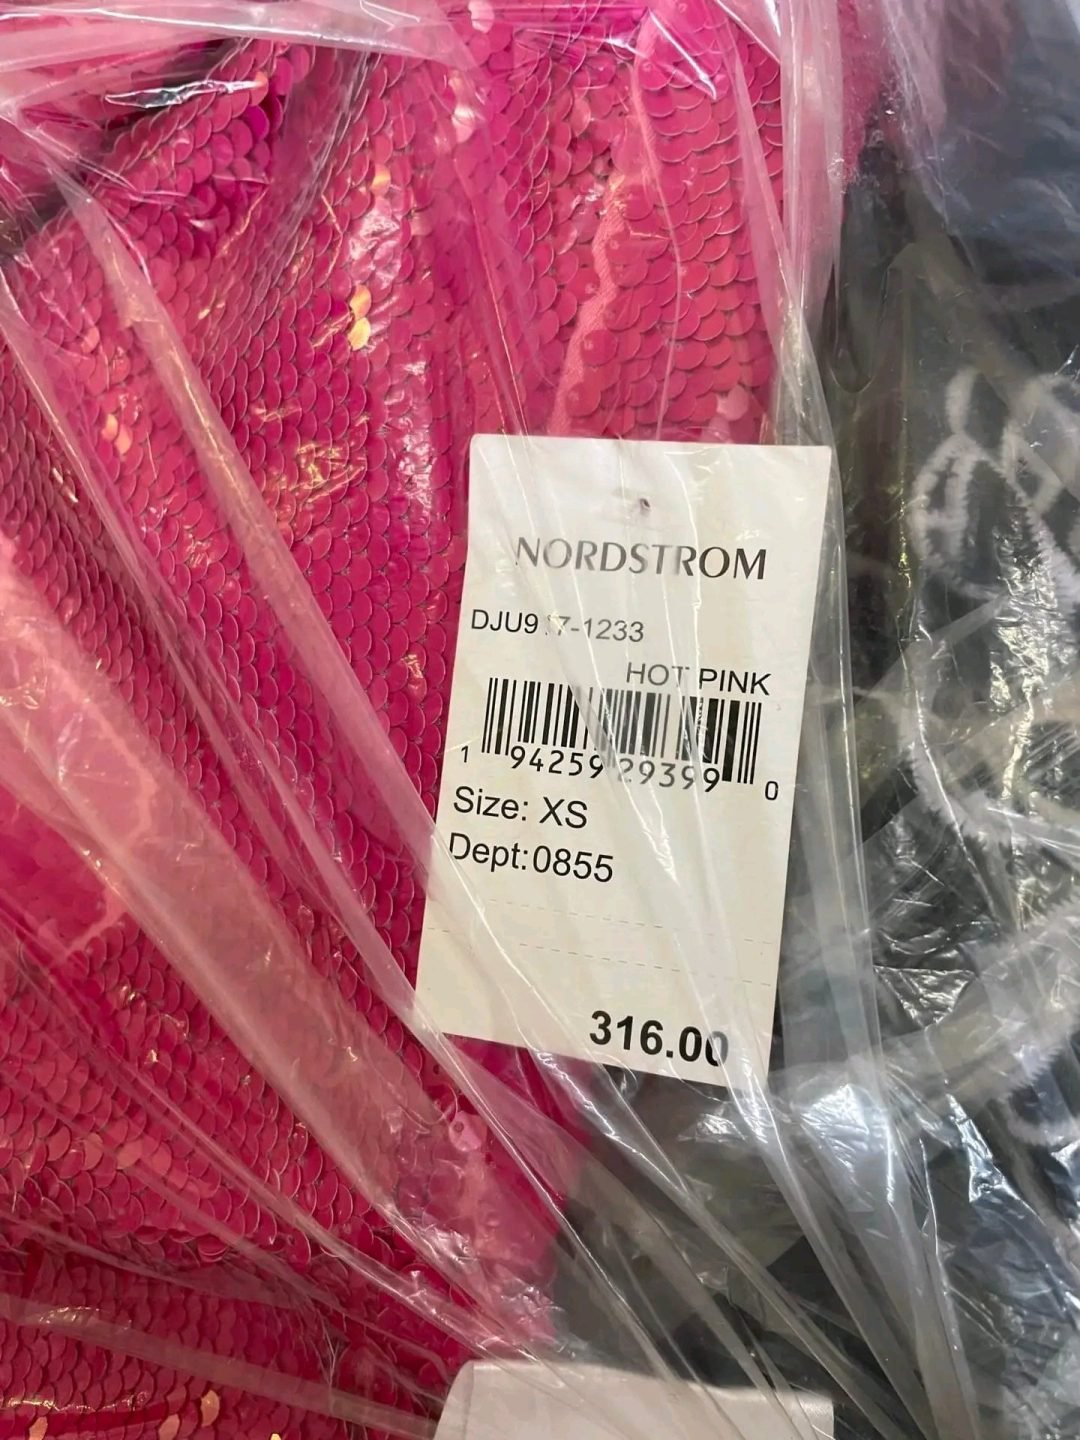 NORDSTROM
HOT PINK
1 94259 29399 0
Size: XS
Dept:0855
316.00